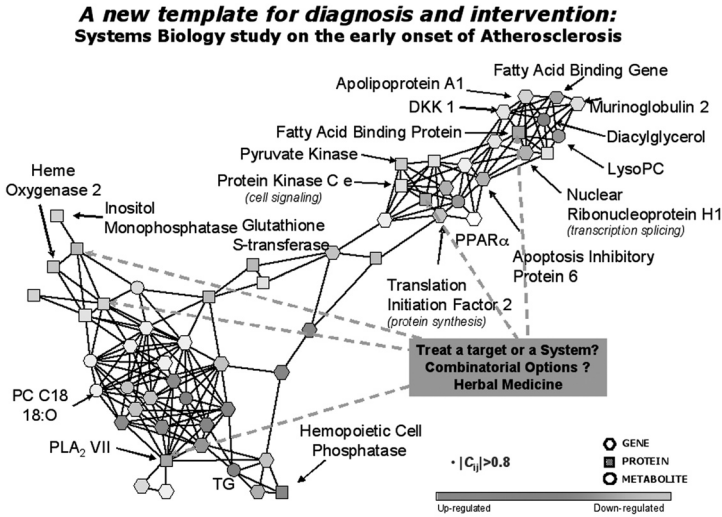 A new template for diagnosis and intervention:
Systems Biology study on the early onset of Atherosclerosis
Fatty Acid Binding Gene
Apolipoprotein A1
DKK 1
Murinoglobulin 2
Fatty Acid Binding Protein
Diacylglycerol
Pyruvate Kinase
LysoPC
Heme
Oxygenase 2
Protein Kinase C e
(cell signaling)
Nuclear
Ribonucleoprotein H1
(transcription splicing)
Inositol
Monophosphatase
Glutathione
S-transferase
PPARα
Apoptosis Inhibitory
Protein 6
Translation
Initiation Factor 2
(protein synthesis)
Treat a target or a System?
Combinatorial Options ?
Herbal Medicine
PC C18
18:O
PLA2 VII
Hemopoietic Cell
Phosphatase
TG
· |Cij|>0.8
GENE
PROTEIN
METABOLITE
Up-regulated
Down-regulated